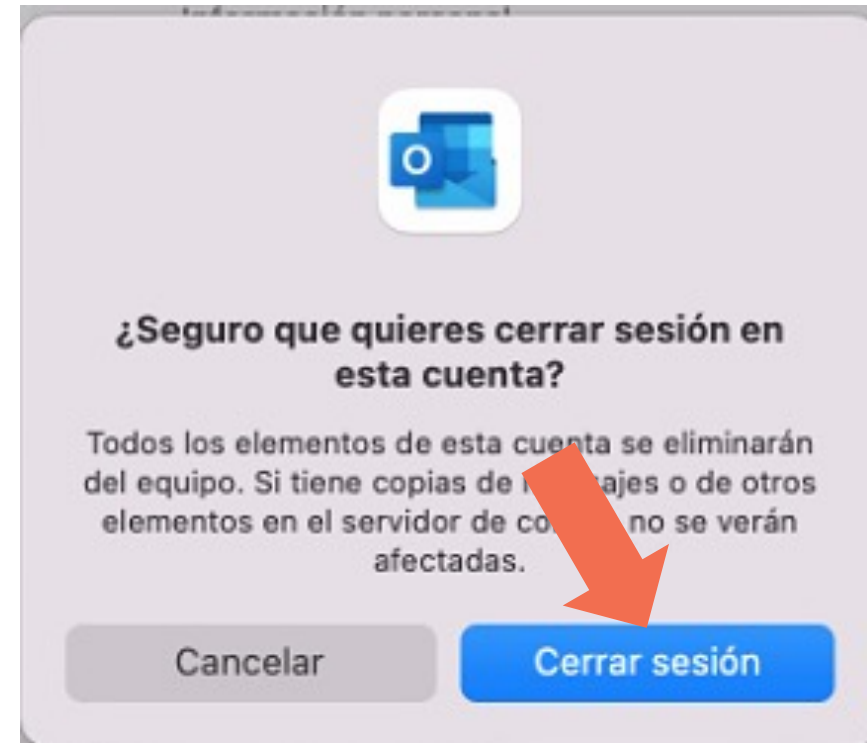 ¿Seguro que quieres cerrar sesión en
esta cuenta?
Todos los elementos de esta cuenta se eliminarán
del equipo. Si tiene copias de o de otros
elementos en el servidor de no se verán
afectadas.
Cancelar
Cerrar sesión